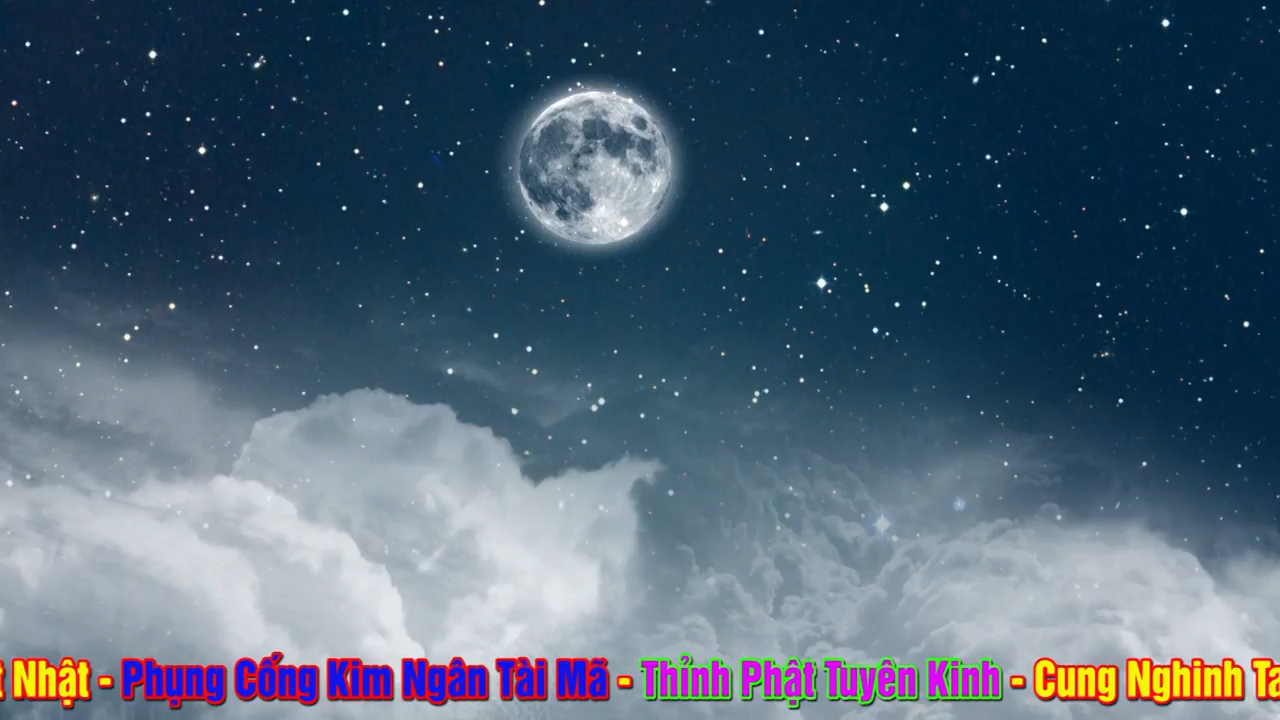 Nhật - Phụng Cống Kim Ngân Tài Mã - Thỉnh Phật Tuyên Kinh - Cung Nghinh